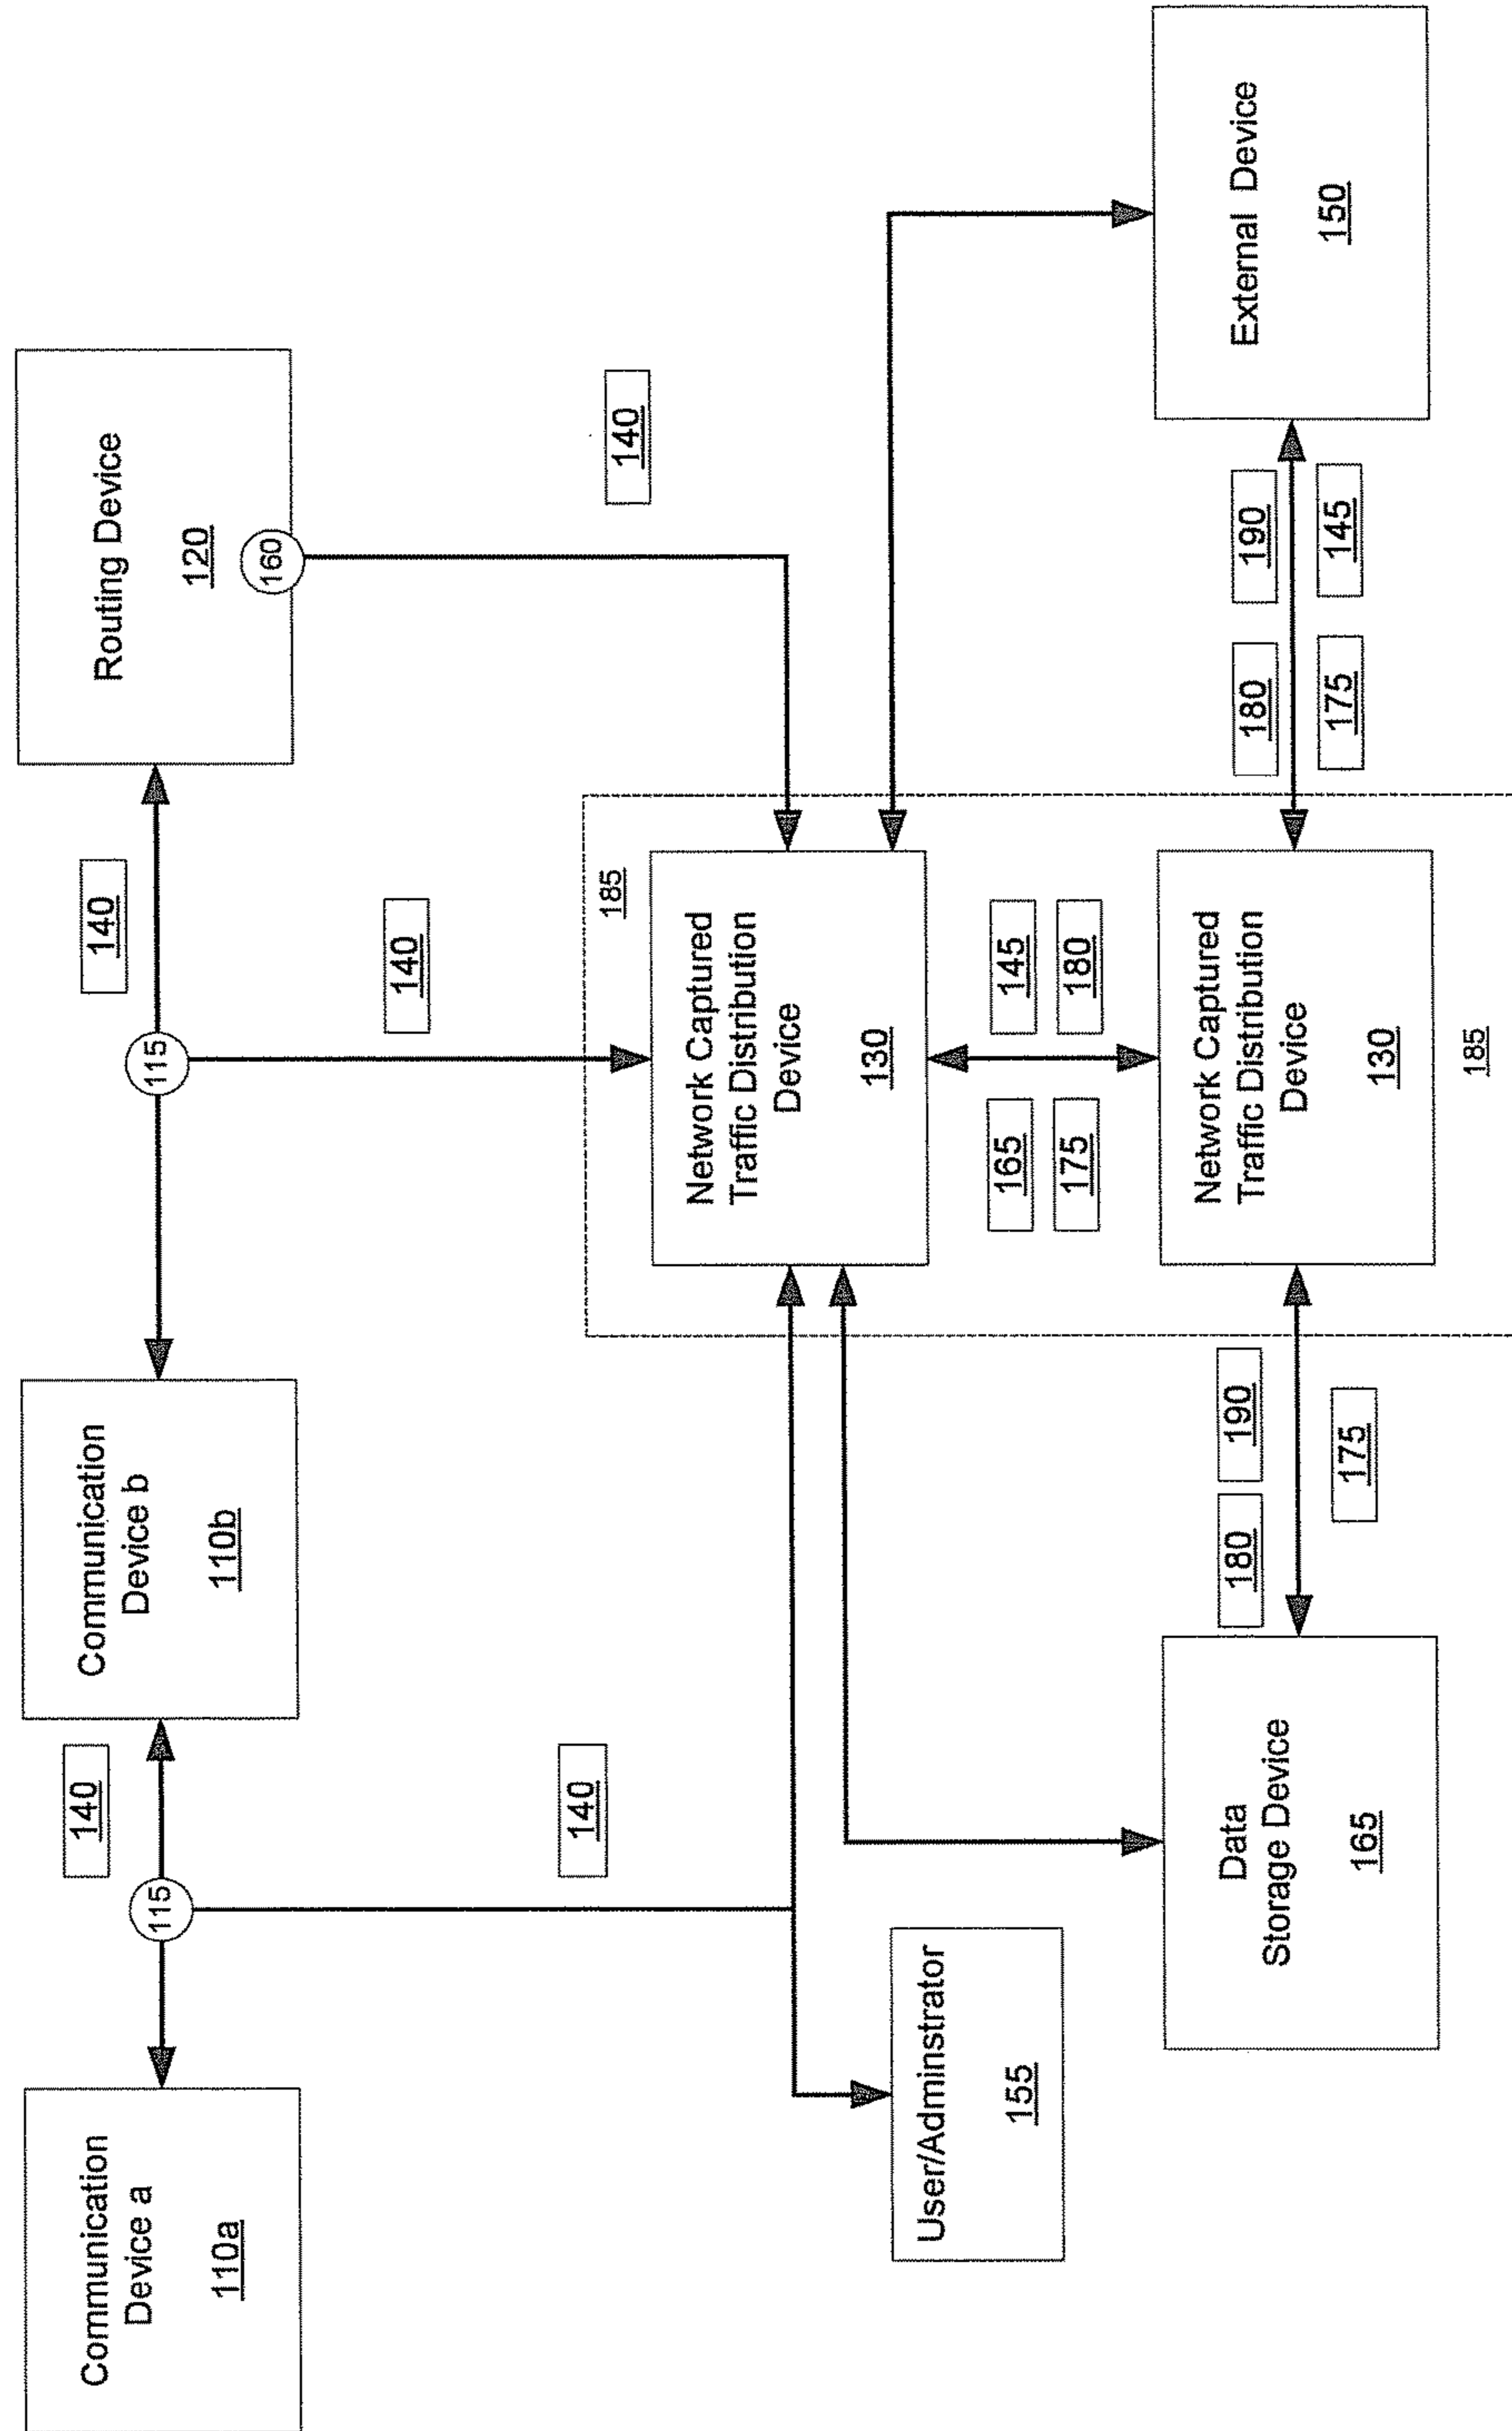 Communication
Device a
110a
115
140
Communication
Device b
110b
115
140
Routing Device
120
160
140
140
140
User/Adminstrator
155
185
Network Captured
Traffic Distribution
Device
130
165
145
175
180
Data
Storage Device
165
180
190
175
Network Captured
Traffic Distribution
Device
130
185
180
190
175
145
External Device
150